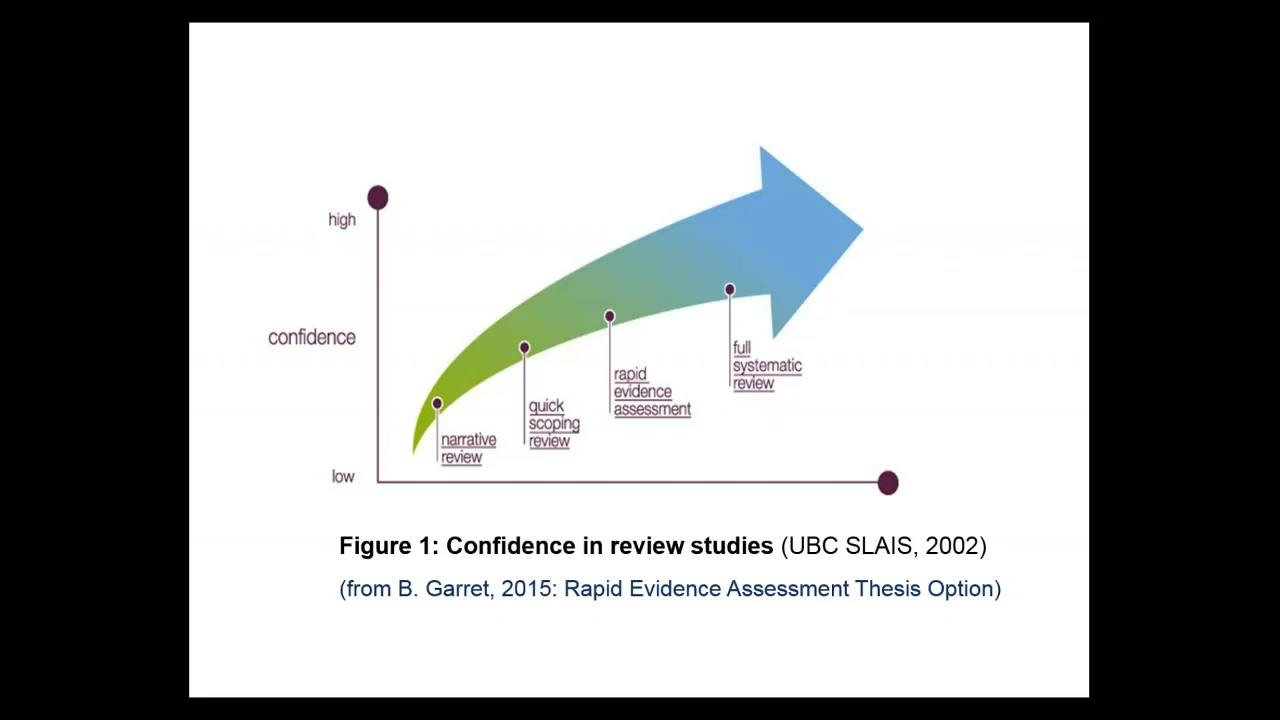 high
confidence
low
narrative
review
quick
scoping
review
rapid
evidence
assessment
full
systematic
review
Figure 1: Confidence in review studies (UBC SLAIS, 2002)
(from B. Garret, 2015: Rapid Evidence Assessment Thesis Option)